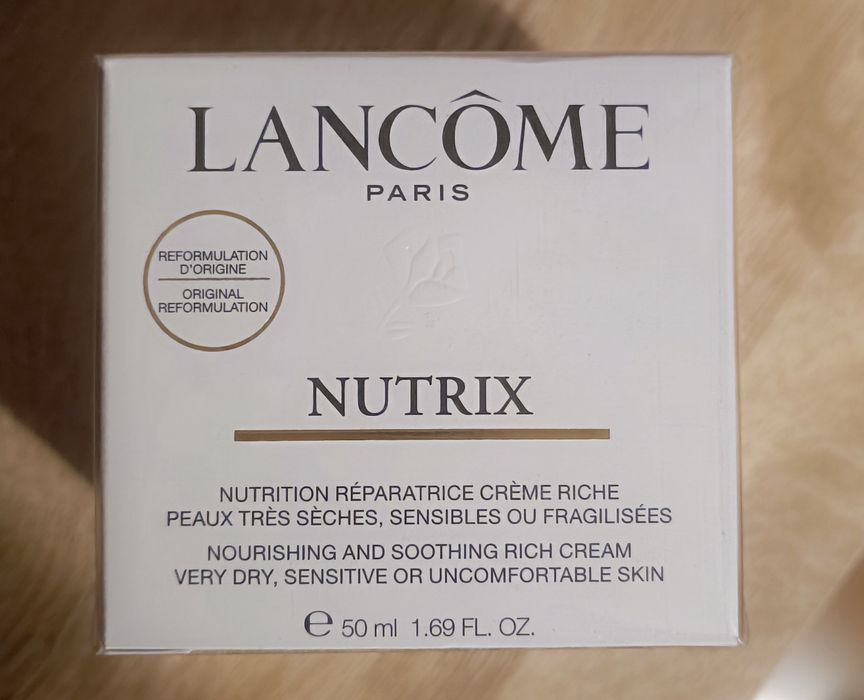 LANCÔME
PARIS
REFORMULATION
D'ORIGINE
ORIGINAL
REFORMULATION
NUTRIX
NUTRITION RÉPARATRICE CRÈME RICHE
PEAUX TRÈS SÈCHES, SENSIBLES OU FRAGILISÉES
NOURISHING AND SOOTHING RICH CREAM
VERY DRY, SENSITIVE OR UNCOMFORTABLE SKIN
℮ 50 ml 1.69 FL. OZ.